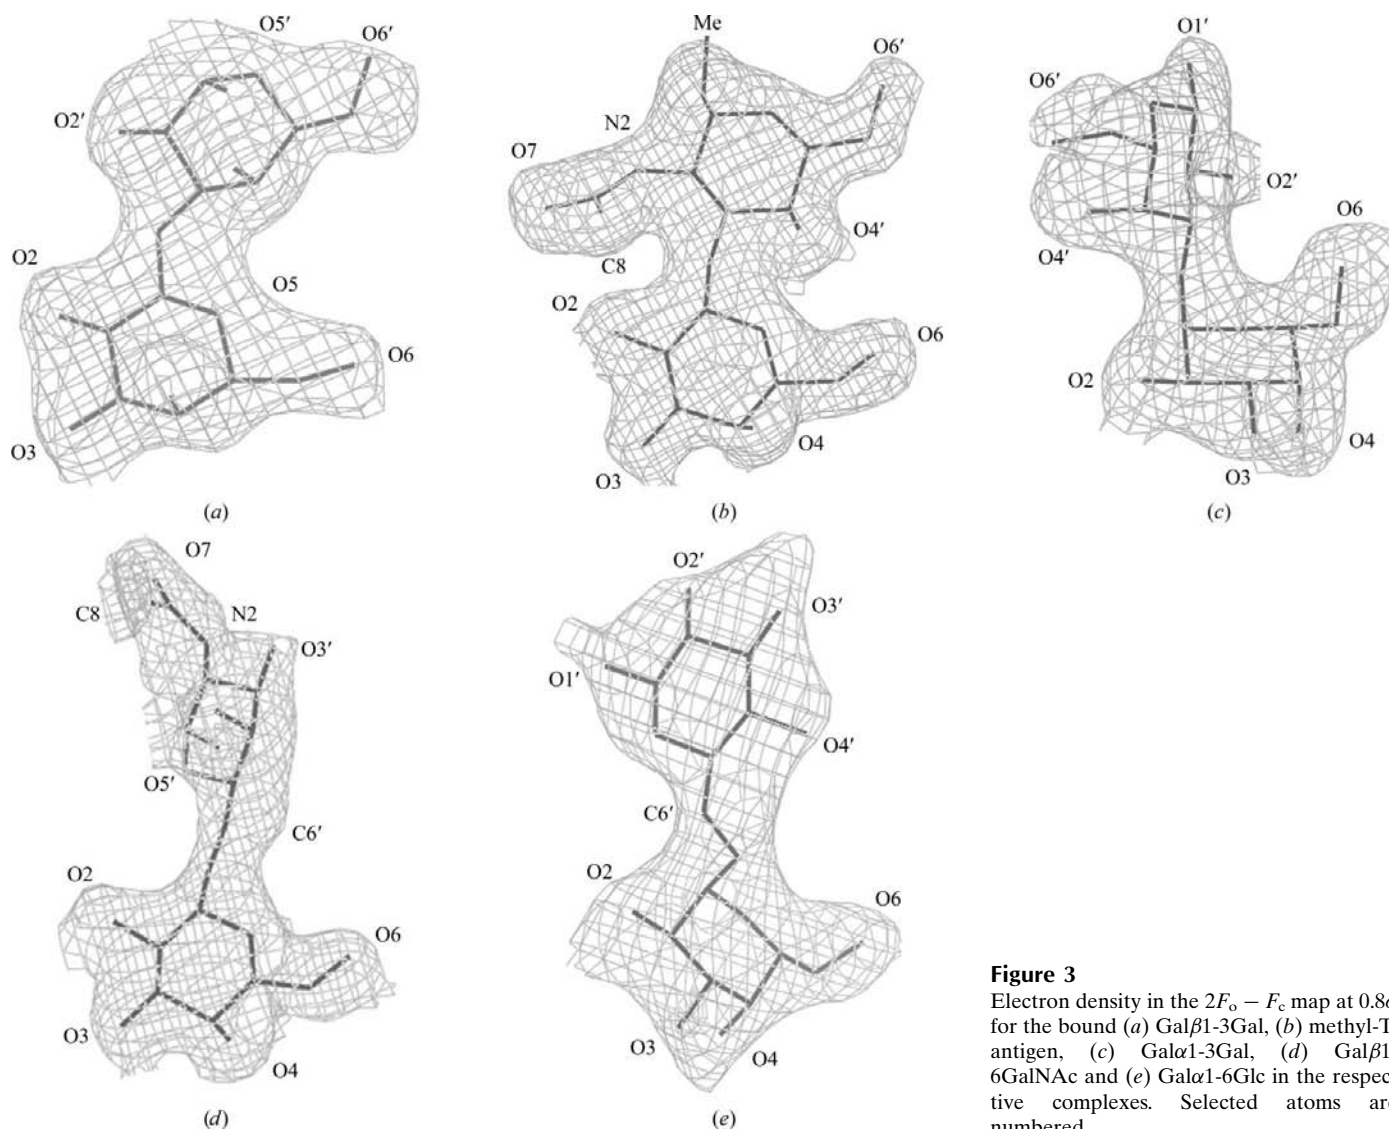 O5′
O6′
O2′
O2
O5
O6
O3
(a)
Me
O6′
N2
O7
O4′
C8
O2
O6
O4
O3
(b)
O1′
O6′
O2′
O6
O4′
O2
O4
O3
(c)
O7
C8
N2
O3′
O5′
C6′
O2
O6
O3
O4
(d)
O2′
O3′
O1′
O4′
C6′
O2
O6
O3
O4
(e)
Figure 3
Electron density in the 2Fo − Fc map at 0.8σ
for the bound (a) Galβ1-3Gal, (b) methyl-T-
antigen, (c) Galα1-3Gal, (d) Galβ1-
6GalNAc and (e) Galα1-6Glc in the respec-
tive complexes. Selected atoms are
numbered